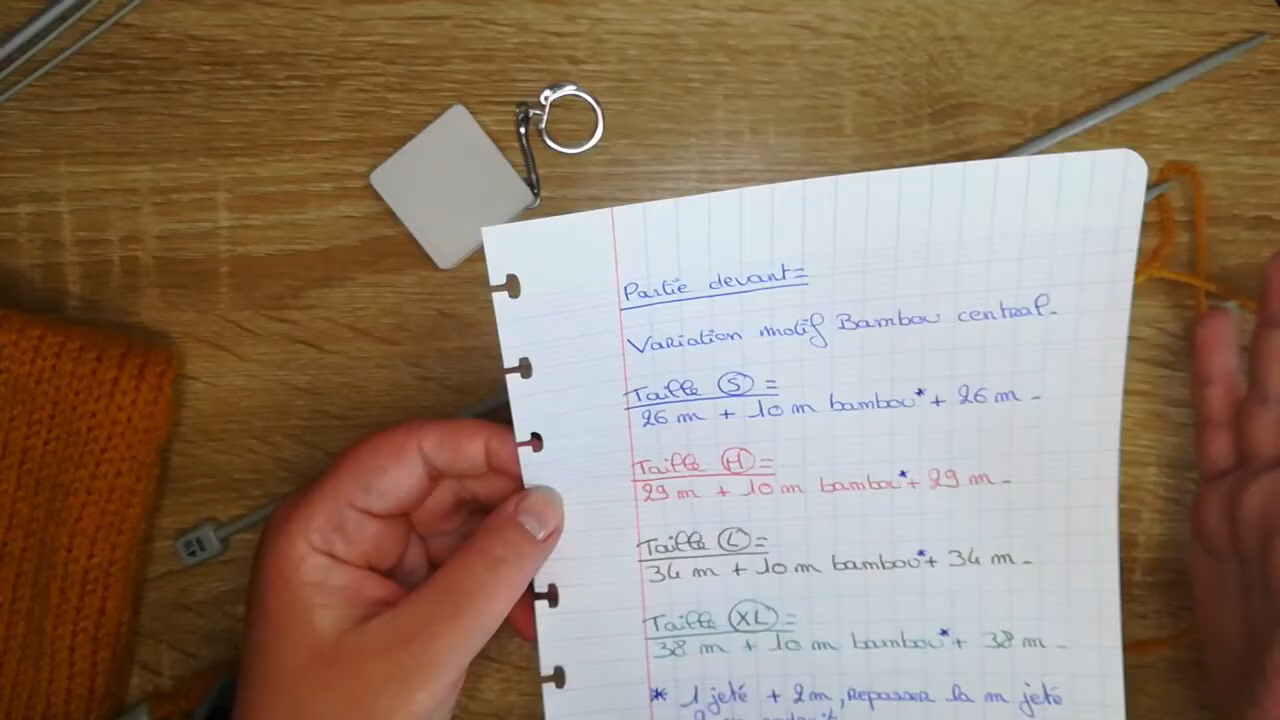 Partie devant=
Variation motif Bambou central.
Taille (S) =
26 m + 10 m bambou* + 26 m.
Taille (M) =
29 m + 10 m bambou* + 29 m.
Taille (L) =
34 m + 10 m bambou* + 34 m.
Taille (XL) =
38 m + 10 m bambou* + 38 m.
* 1 jeté + 2m, repasser la m jeté